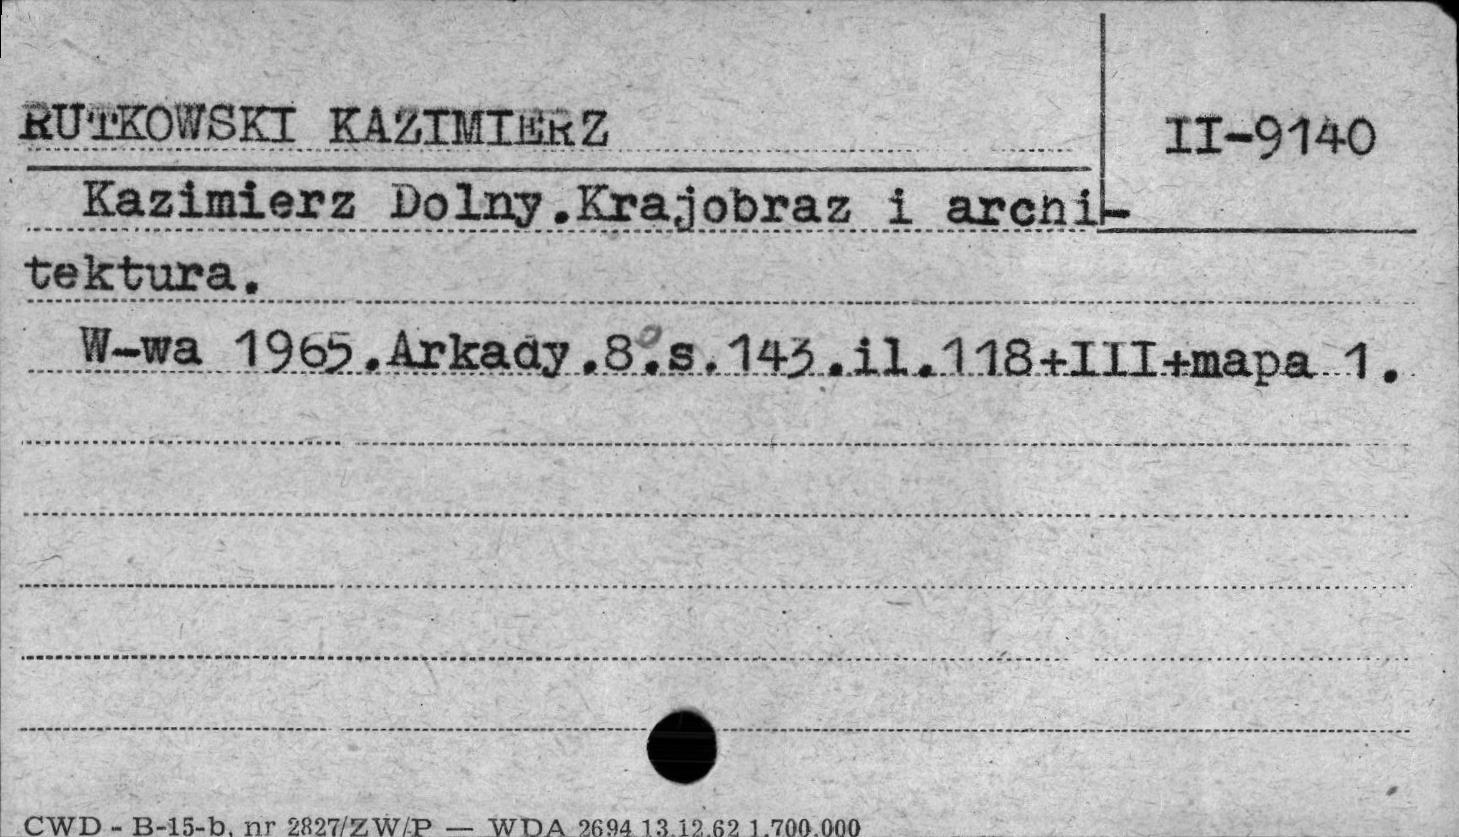 RUTKOWSKI KAZIMIERZ
II-9140
Kazimierz Dolny.Krajobraz i archi-
tektura.
W-wa 1965.Arkady.8°.s.143.il.118+III+mapa 1.
CWD - B-15-b, nr 2827/ZW/P — WDA 2694 13.12.62 1.700.000